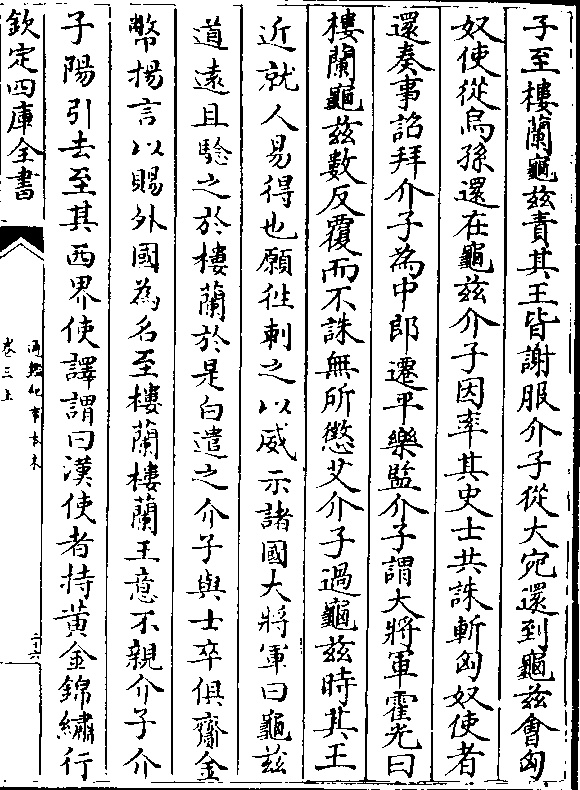 子至樓蘭龜兹責其王皆謝服介子從大宛還到龜兹會匈
奴使從烏孫還在龜兹介子因率其吏士共誅斬匈奴使者
還奏事詔拜介子為中郎遷平樂監介子謂大將軍霍光曰
樓蘭龜兹數反覆而不誅無所懲艾介子過龜兹時其王
近就人易得也願往刺之以威示諸國大將軍曰龜兹
道遠且驗之於樓蘭於是白遣之介子與士卒俱齎金
幣揚言以賜外國為名至樓蘭樓蘭王意不親介子介
子陽引去至其西界使譯謂曰漢使者持黃金錦繡行
欽定四庫全書
通鑑紀事本末
卷三上